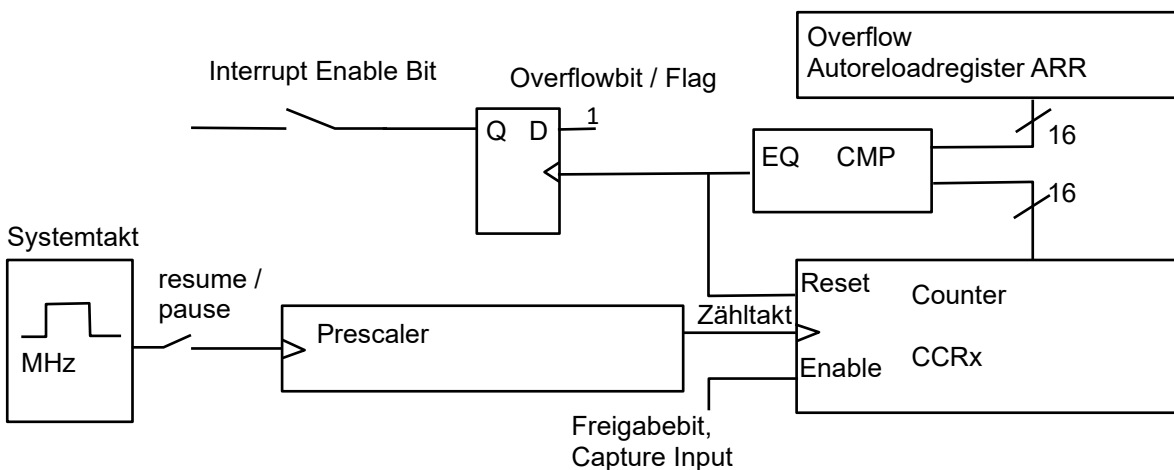 Overflow
Autoreloadregister ARR
Interrupt Enable Bit
Overflowbit / Flag
Q D
1
16
EQ CMP
16
Systemtakt
MHz
resume /
pause
Prescaler
Zähltakt
Reset
Counter
Enable
CCRx
Freigabebit,
Capture Input